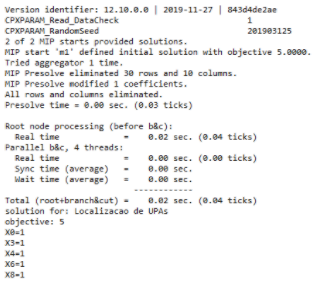 Version identifier: 12.10.0.0 | 2019-11-27 | 843d4de2ae
CPXPARAM_Read_DataCheck 1
CPXPARAM_RandomSeed 201903125
2 of 2 MIP starts provided solutions.
MIP start 'm1' defined initial solution with objective 5.0000.
Tried aggregator 1 time.
MIP Presolve eliminated 30 rows and 10 columns.
MIP Presolve modified 1 coefficients.
All rows and columns eliminated.
Presolve time = 0.00 sec. (0.03 ticks)
Root node processing (before b&c):
Real time = 0.02 sec. (0.04 ticks)
Parallel b&c, 4 threads:
Real time = 0.00 sec. (0.00 ticks)
Sync time (average) = 0.00 sec.
Wait time (average) = 0.00 sec.
------------
Total (root+branch&cut) = 0.02 sec. (0.04 ticks)
solution for: Localizacao de UPAs
objective: 5
X0=1
X3=1
X4=1
X6=1
X8=1